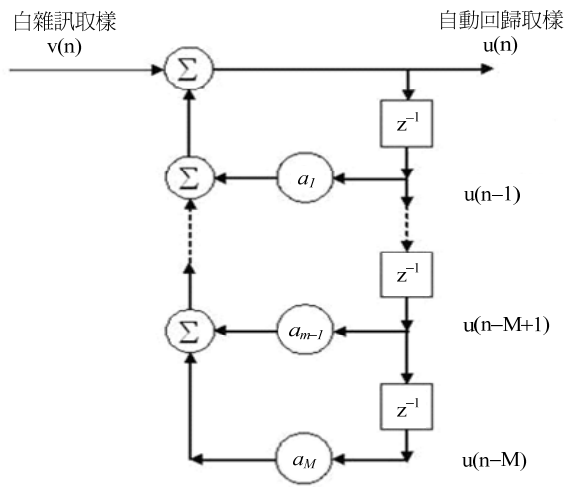 白雜訊取樣
v(n)
自動回歸取樣
u(n)
Σ
z⁻¹
Σ
a₁
u(n−1)
z⁻¹
Σ
aₘ₋₁
u(n−M+1)
z⁻¹
a_M
u(n−M)